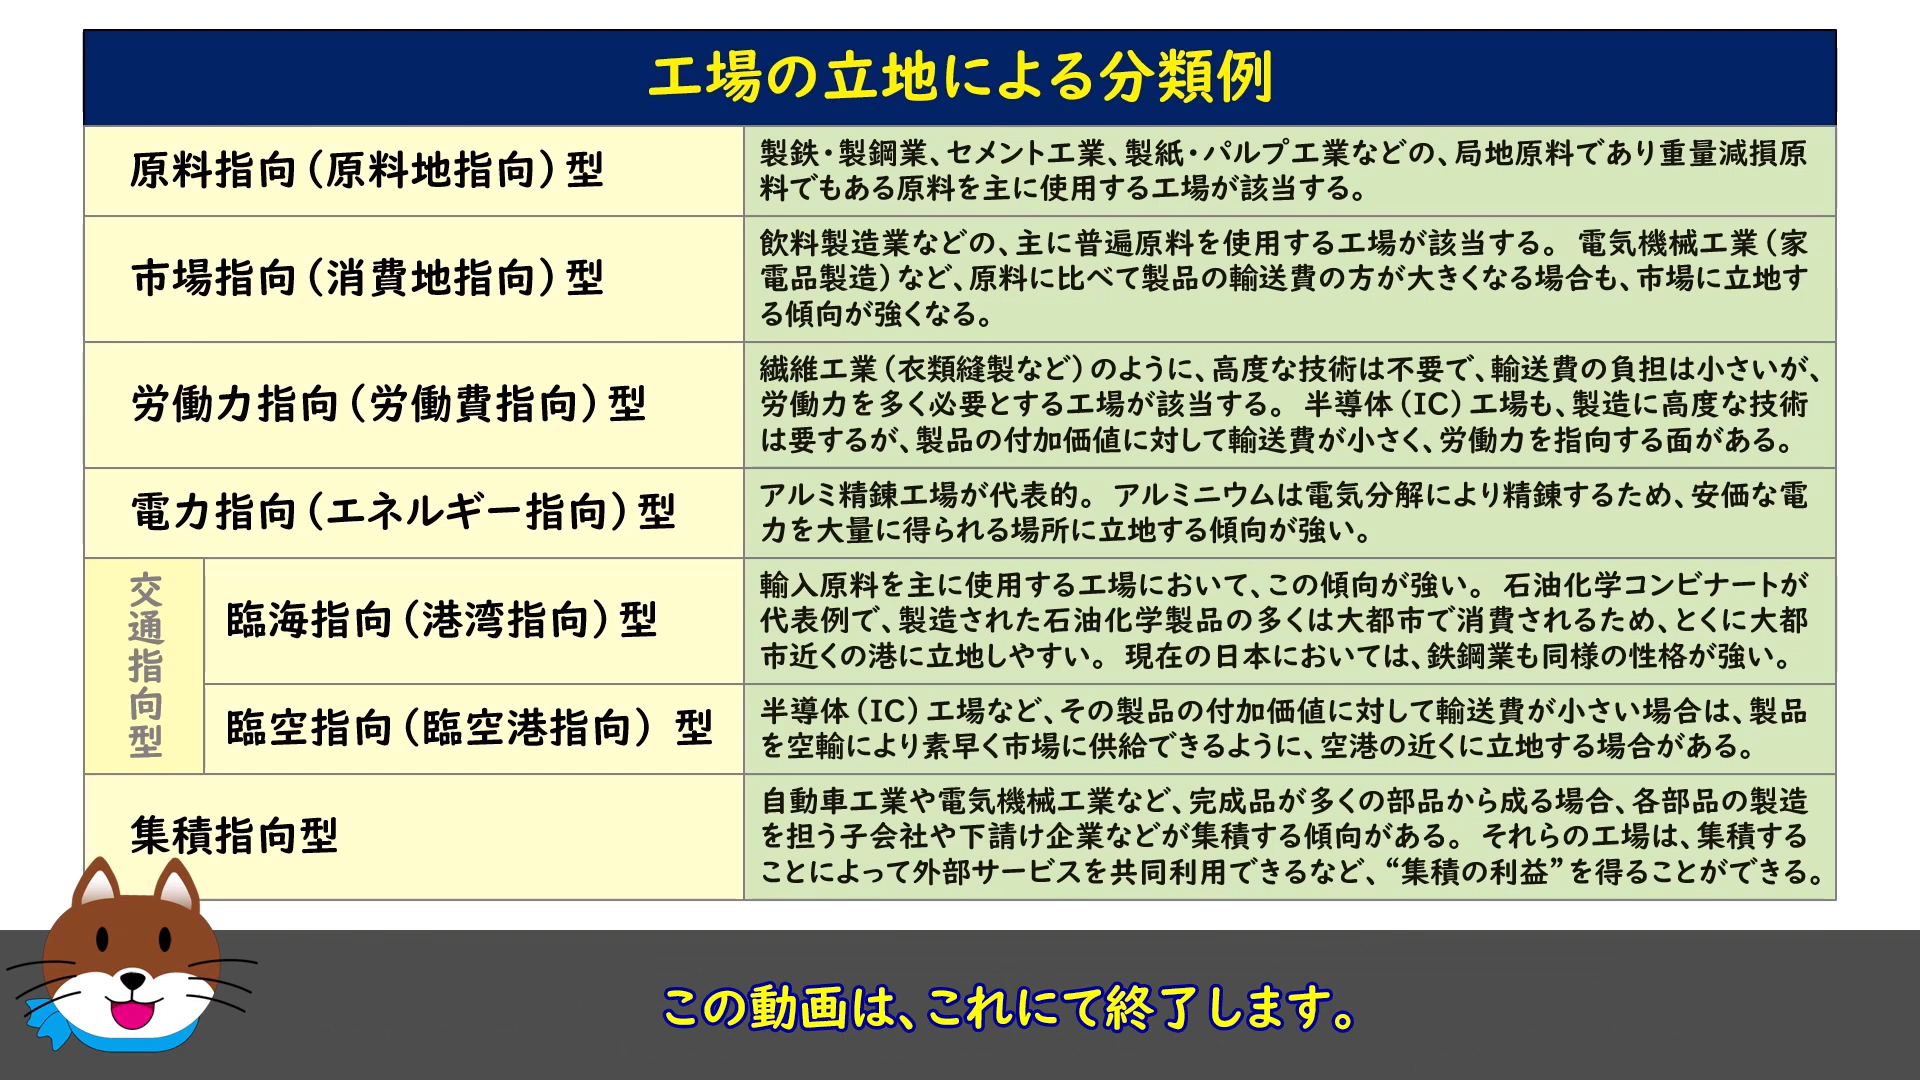 工場の立地による分類例
原料指向（原料地指向）型
製鉄・製鋼業、セメント工業、製紙・パルプ工業などの、局地原料であり重量減損原
料でもある原料を主に使用する工場が該当する。
市場指向（消費地指向）型
飲料製造業などの、主に普遍原料を使用する工場が該当する。 電気機械工業（家
電品製造）など、原料に比べて製品の輸送費の方が大きくなる場合も、市場に立地す
る傾向が強くなる。
労働力指向（労働費指向）型
繊維工業（衣類縫製など）のように、高度な技術は不要で、輸送費の負担は小さいが、
労働力を多く必要とする工場が該当する。 半導体（IC）工場も、製造に高度な技術
は要するが、製品の付加価値に対して輸送費が小さく、労働力を指向する面がある。
電力指向（エネルギー指向）型
アルミ精錬工場が代表的。 アルミニウムは電気分解により精錬するため、安価な電
力を大量に得られる場所に立地する傾向が強い。
交通指向型
臨海指向（港湾指向）型
輸入原料を主に使用する工場において、この傾向が強い。 石油化学コンビナートが
代表例で、製造された石油化学製品の多くは大都市で消費されるため、とくに大都
市近くの港に立地しやすい。 現在の日本においては、鉄鋼業も同様の性格が強い。
臨空指向（臨空港指向） 型
半導体（IC）工場など、その製品の付加価値に対して輸送費が小さい場合は、製品
を空輸により素早く市場に供給できるように、空港の近くに立地する場合がある。
集積指向型
自動車工業や電気機械工業など、完成品が多くの部品から成る場合、各部品の製造
を担う子会社や下請け企業などが集積する傾向がある。 それらの工場は、集積する
ことによって外部サービスを共同利用できるなど、“集積の利益”を得ることができる。
この動画は、これにて終了します。